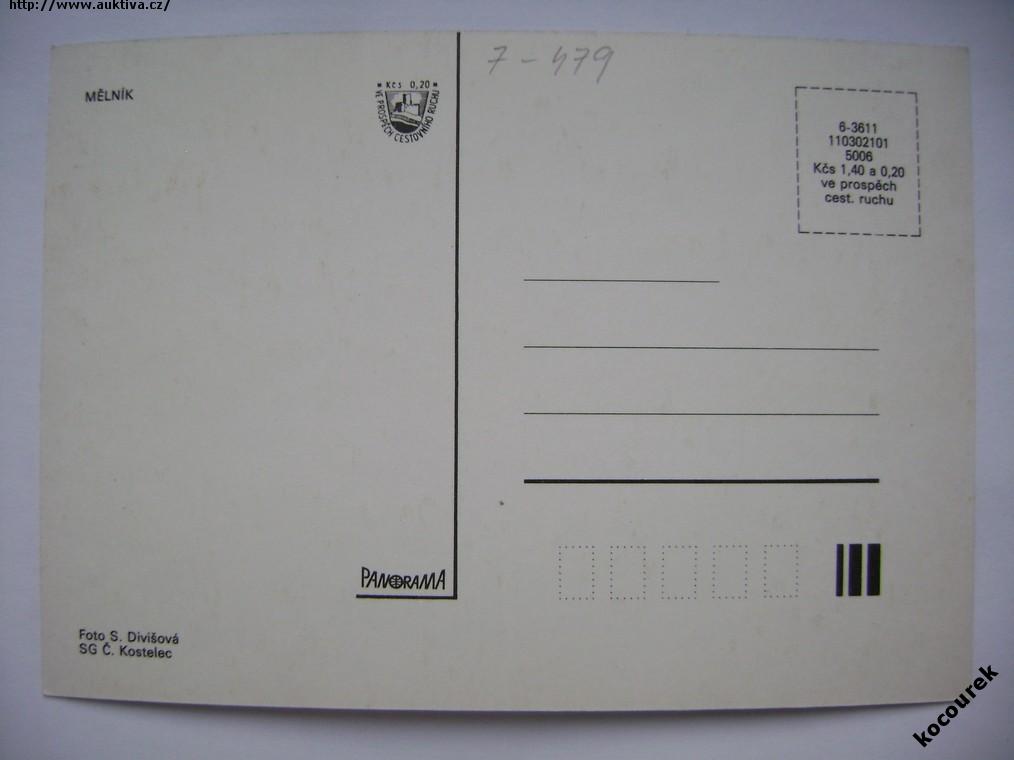 http://www.auktiva.cz/
7-479
MĚLNÍK
* Kčs 0,20 *
VE PROSPĚCH CESTOVNÍHO RUCHU
6-3611
110302101
5006
Kčs 1,40 a 0,20
ve prospěch
cest. ruchu
PANORAMA
Foto S. Divišová
SG Č. Kostelec
kocourek